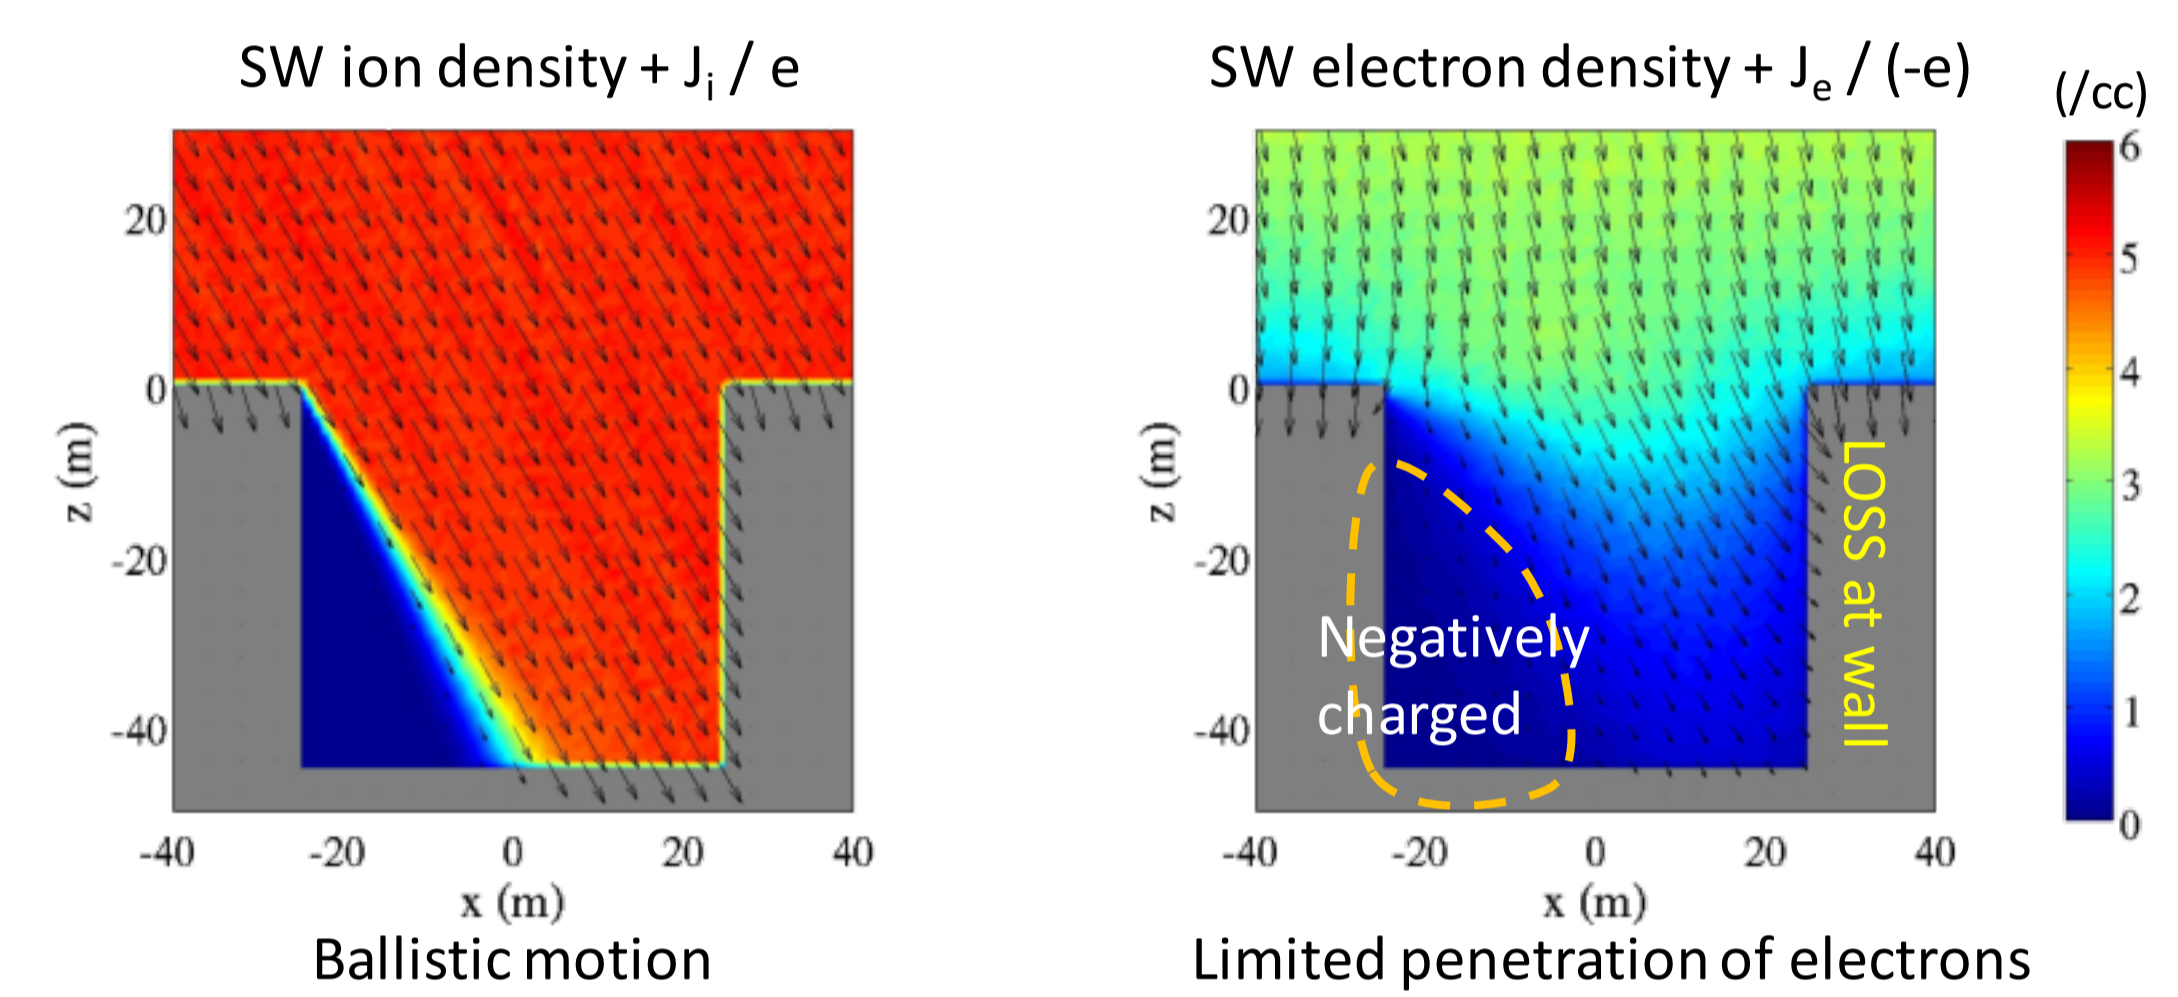 SW ion density + Ji / e
SW electron density + Je / (-e)
(/cc)
20
0
-20
-40
z (m)
-40 -20 0 20 40
x (m)
Ballistic motion
20
0
-20
-40
z (m)
LOSS at wall
Negatively
charged
-40 -20 0 20 40
x (m)
Limited penetration of electrons
6
5
4
3
2
1
0